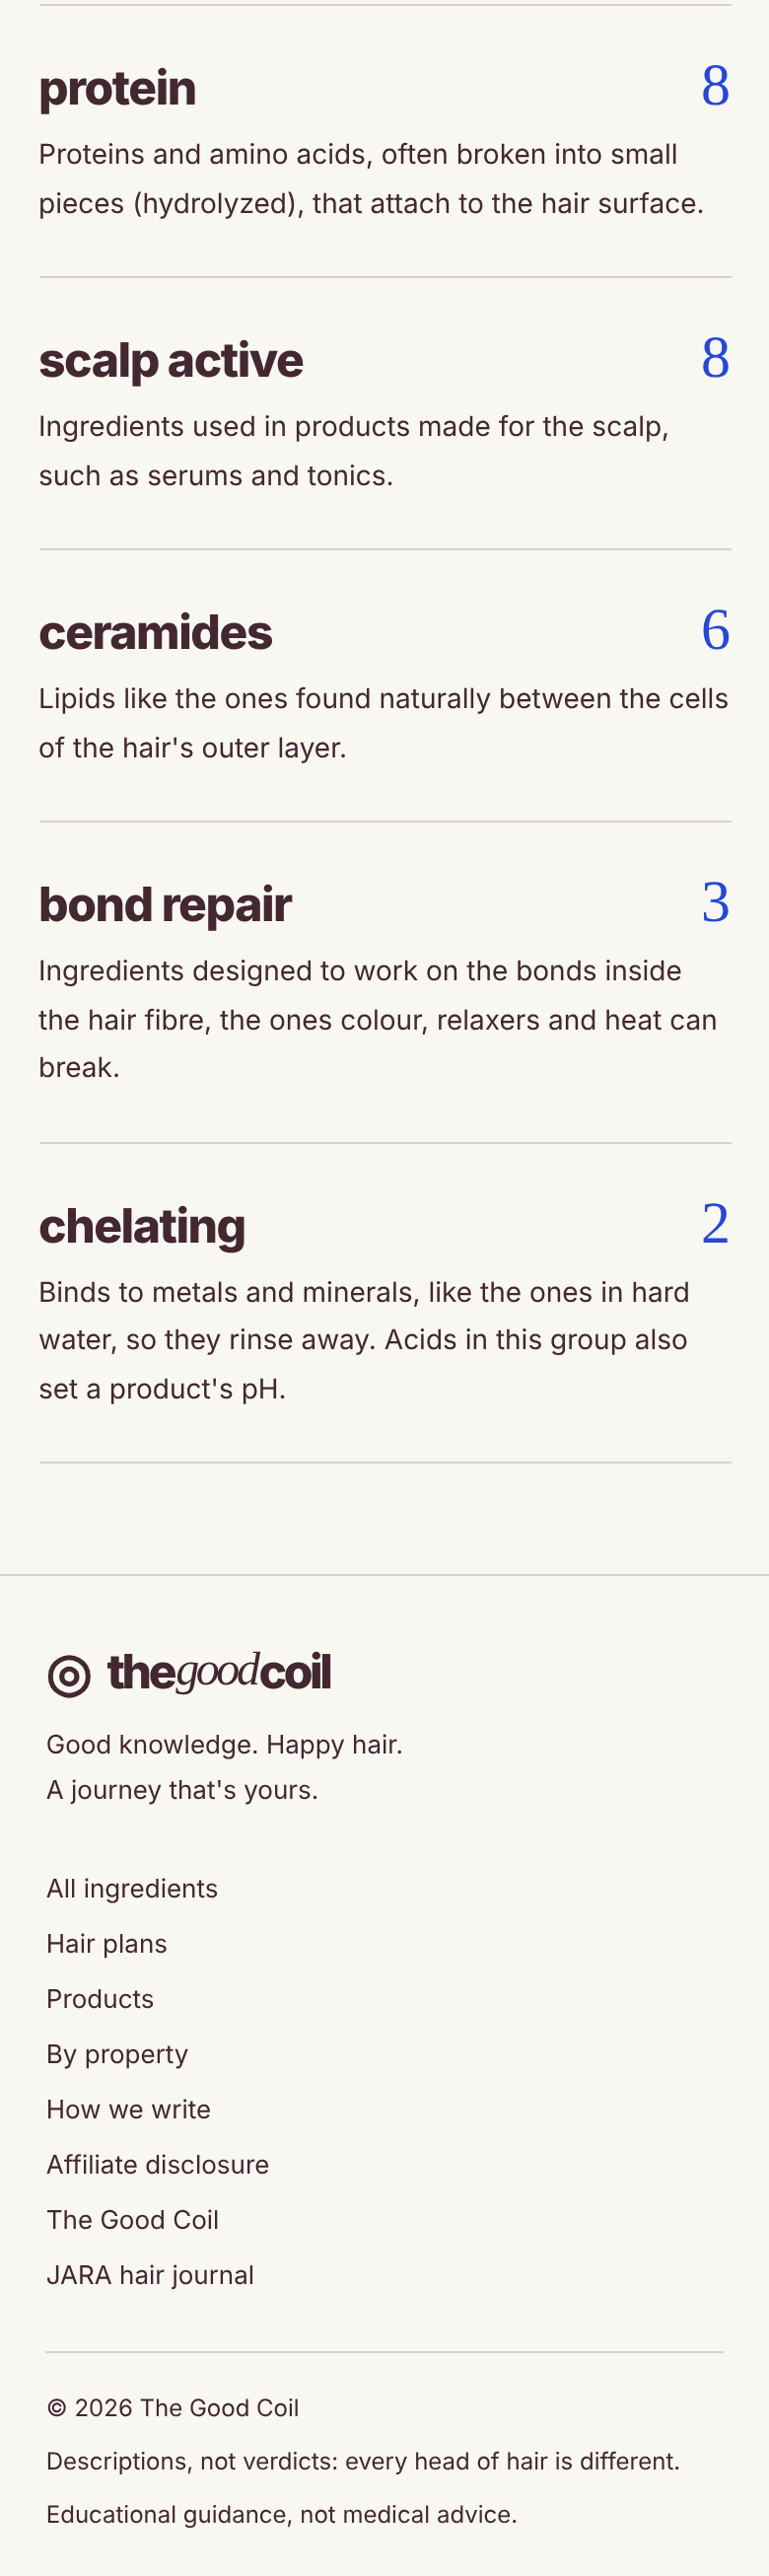 protein 8
Proteins and amino acids, often broken into small
pieces (hydrolyzed), that attach to the hair surface.
scalp active 8
Ingredients used in products made for the scalp,
such as serums and tonics.
ceramides 6
Lipids like the ones found naturally between the cells
of the hair's outer layer.
bond repair 3
Ingredients designed to work on the bonds inside
the hair fibre, the ones colour, relaxers and heat can
break.
chelating 2
Binds to metals and minerals, like the ones in hard
water, so they rinse away. Acids in this group also
set a product's pH.
thegoodcoil
Good knowledge. Happy hair.
A journey that's yours.
All ingredients
Hair plans
Products
By property
How we write
Affiliate disclosure
The Good Coil
JARA hair journal
© 2026 The Good Coil
Descriptions, not verdicts: every head of hair is different.
Educational guidance, not medical advice.